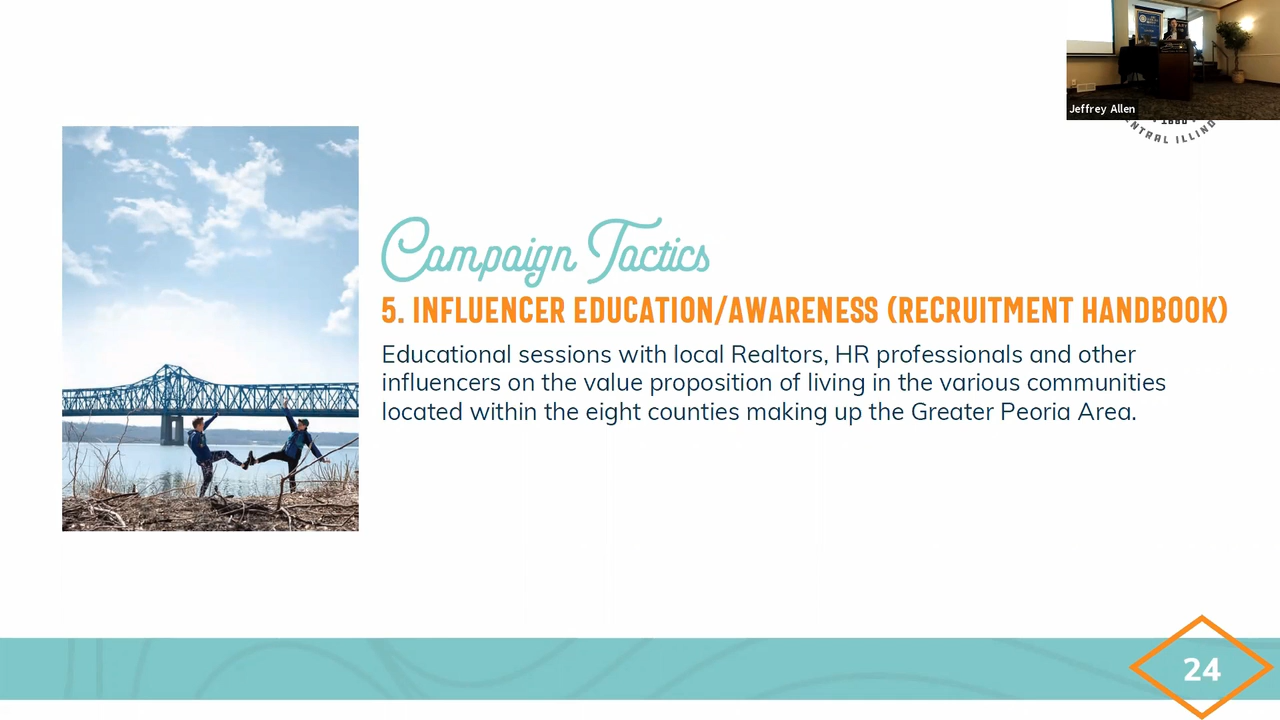 Jeffrey Allen
Campaign Tactics
5. INFLUENCER EDUCATION/AWARENESS (RECRUITMENT HANDBOOK)
Educational sessions with local Realtors, HR professionals and other
influencers on the value proposition of living in the various communities
located within the eight counties making up the Greater Peoria Area.
24